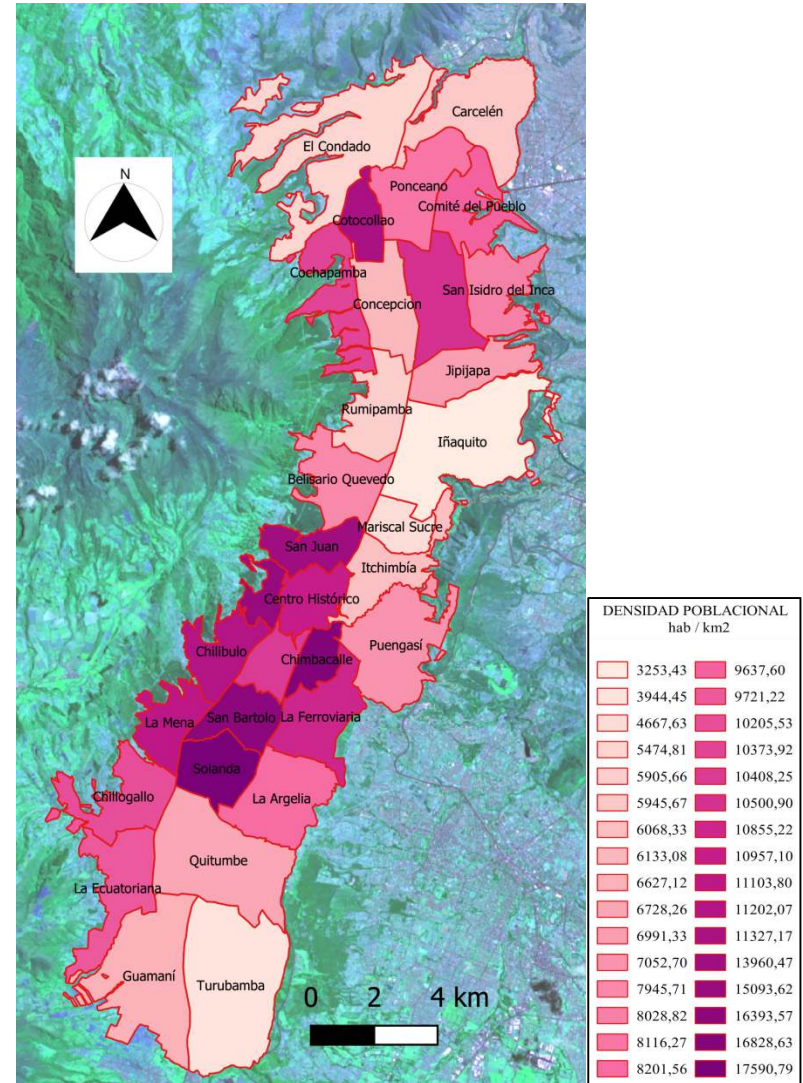 N
Carcelén
El Condado
Ponceano
Comité del Pueblo
Cotocollao
Cochapamba
San Isidro del Inca
Concepcion
Jipijapa
Rumipamba
Iñaquito
Belisario Quevedo
Mariscal Sucre
San Juan
Itchimbía
Centro Histórico
Puengasí
Chilibulo
Chimbacalle
La Mena
San Bartolo
La Ferroviaria
Solanda
Chillogallo
La Argelia
Quitumbe
La Ecuatoriana
Guamaní
Turubamba
0 2 4 km
DENSIDAD POBLACIONAL
hab / km2
3253,43 9637,60
3944,45 9721,22
4667,63 10205,53
5474,81 10373,92
5905,66 10408,25
5945,67 10500,90
6068,33 10855,22
6133,08 10957,10
6627,12 11103,80
6728,26 11202,07
6991,33 11327,17
7052,70 13960,47
7945,71 15093,62
8028,82 16393,57
8116,27 16828,63
8201,56 17590,79